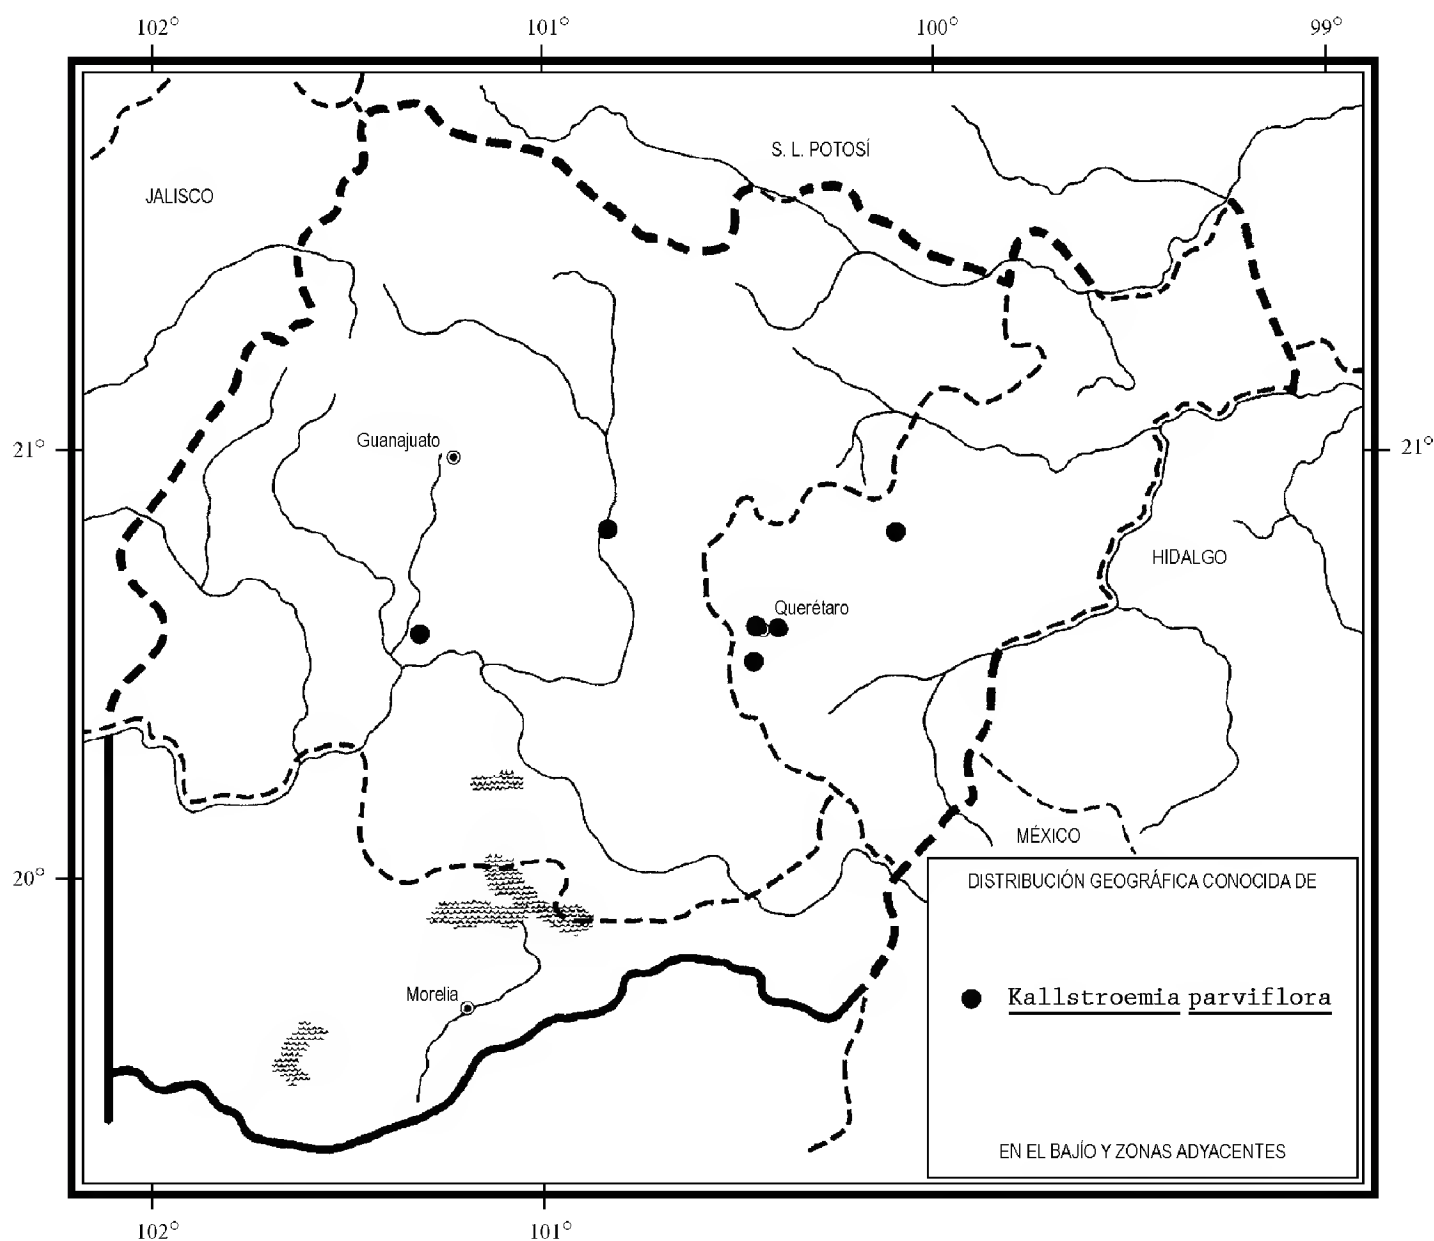 102° 101° 100° 99°
S. L. POTOSÍ
JALISCO
Guanajuato
21° 21°
HIDALGO
Querétaro
MÉXICO
20°
DISTRIBUCIÓN GEOGRÁFICA CONOCIDA DE
Kallstroemia parviflora
Morelia
EN EL BAJÍO Y ZONAS ADYACENTES
102° 101°